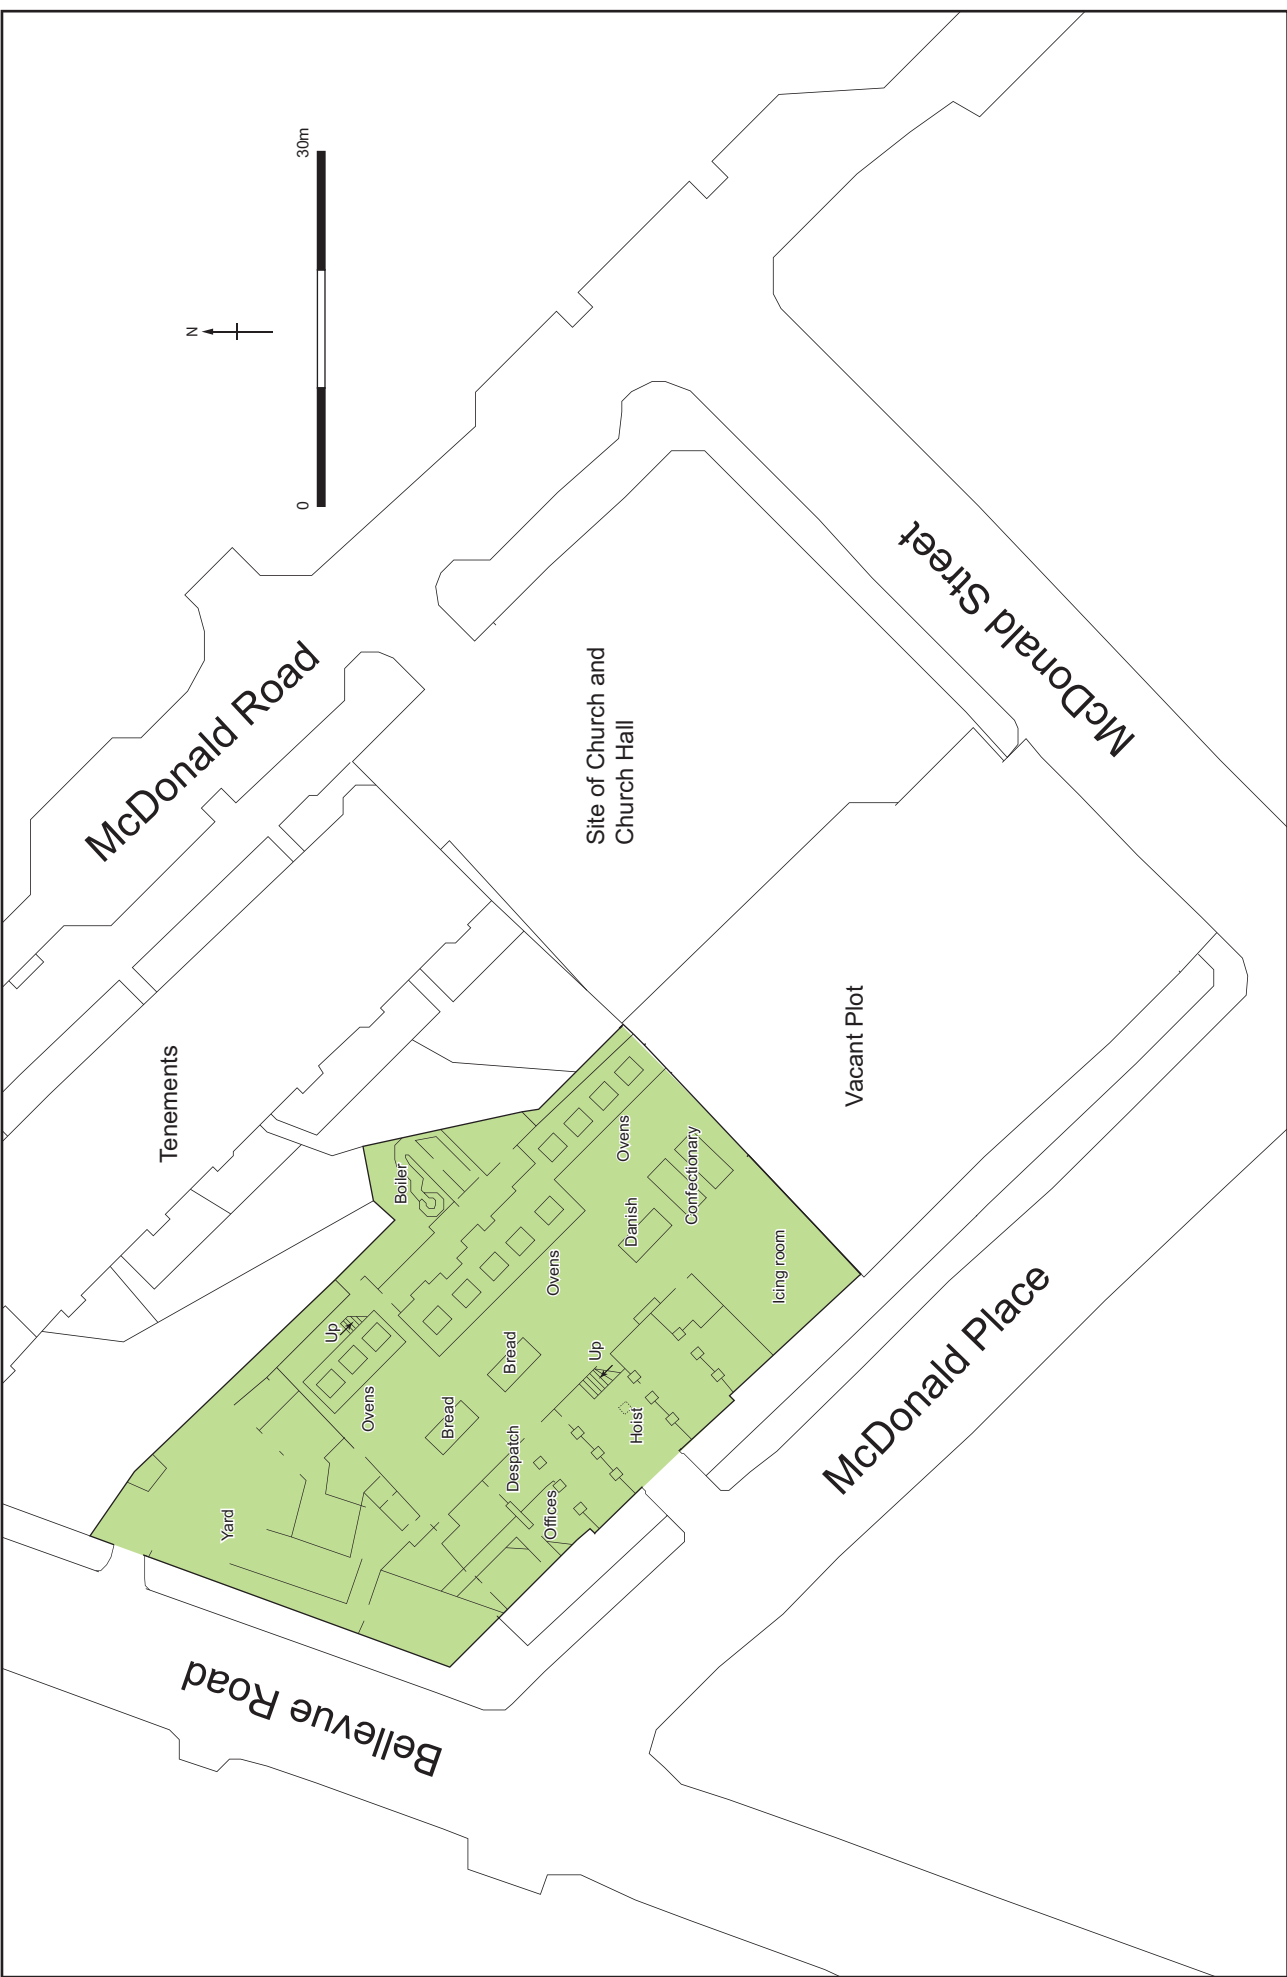 30m
0
N
McDonald Road
McDonald Street
Site of Church and
Church Hall
Tenements
Vacant Plot
Boiler
Ovens
Confectionary
Danish
Ovens
Icing room
Up
Bread
Up
Ovens
Bread
Hoist
Despatch
Offices
Yard
McDonald Place
Bellevue Road